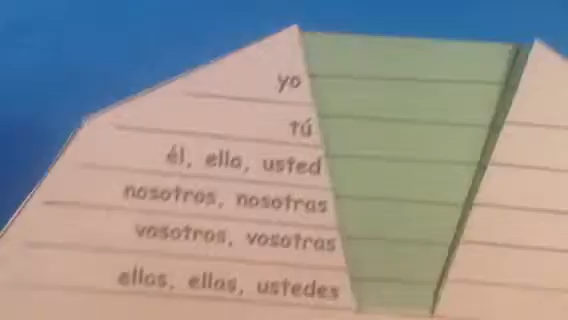 yo
tú
él, ella, usted
nosotros, nosotras
vosotros, vosotras
ellos, ellas, ustedes